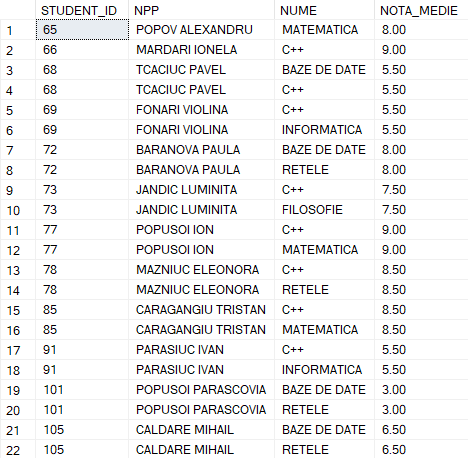 STUDENT_ID NPP NUME NOTA_MEDIE
1 65 POPOV ALEXANDRU MATEMATICA 8.00
2 66 MARDARI IONELA C++ 9.00
3 68 TCACIUC PAVEL BAZE DE DATE 5.50
4 68 TCACIUC PAVEL C++ 5.50
5 69 FONARI VIOLINA C++ 5.50
6 69 FONARI VIOLINA INFORMATICA 5.50
7 72 BARANOVA PAULA BAZE DE DATE 8.00
8 72 BARANOVA PAULA RETELE 8.00
9 73 JANDIC LUMINITA C++ 7.50
10 73 JANDIC LUMINITA FILOSOFIE 7.50
11 77 POPUSOI ION C++ 9.00
12 77 POPUSOI ION MATEMATICA 9.00
13 78 MAZNIUC ELEONORA C++ 8.50
14 78 MAZNIUC ELEONORA RETELE 8.50
15 85 CARAGANGIU TRISTAN C++ 8.50
16 85 CARAGANGIU TRISTAN MATEMATICA 8.50
17 91 PARASIUC IVAN C++ 5.50
18 91 PARASIUC IVAN INFORMATICA 5.50
19 101 POPUSOI PARASCOVIA BAZE DE DATE 3.00
20 101 POPUSOI PARASCOVIA RETELE 3.00
21 105 CALDARE MIHAIL BAZE DE DATE 6.50
22 105 CALDARE MIHAIL RETELE 6.50